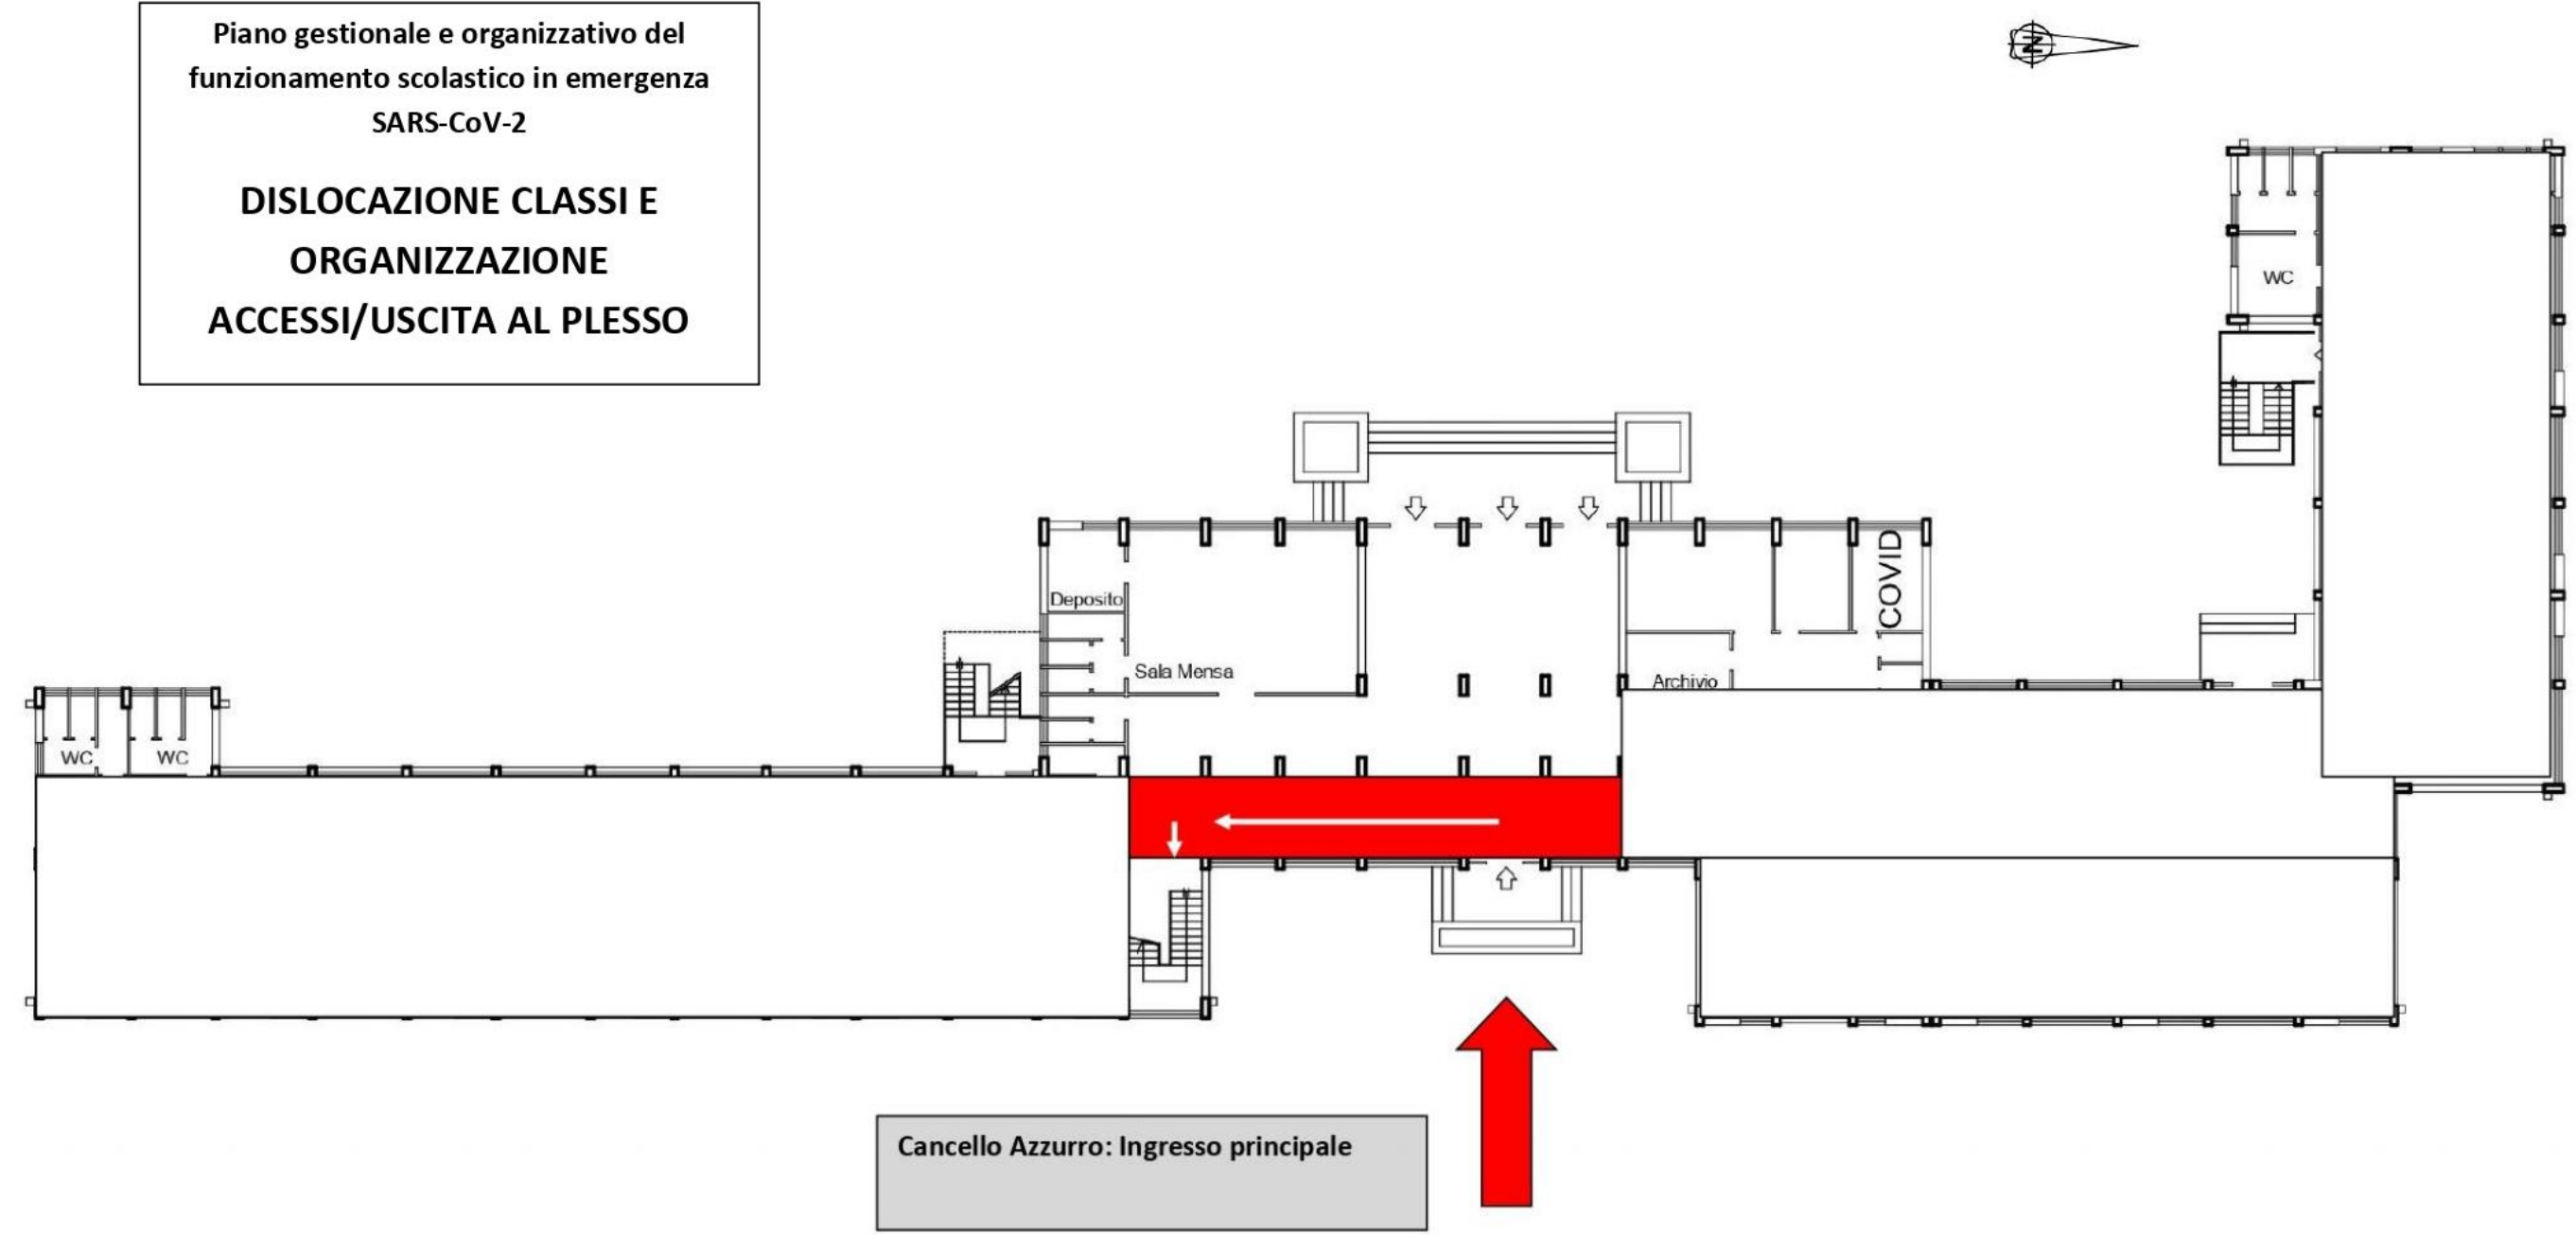 Piano gestionale e organizzativo del
funzionamento scolastico in emergenza
SARS-CoV-2
DISLOCAZIONE CLASSI E
ORGANIZZAZIONE
ACCESSI/USCITA AL PLESSO
N
WC
COVID
Deposito
Sala Mensa
Archivio
WC
WC
Cancello Azzurro: Ingresso principale